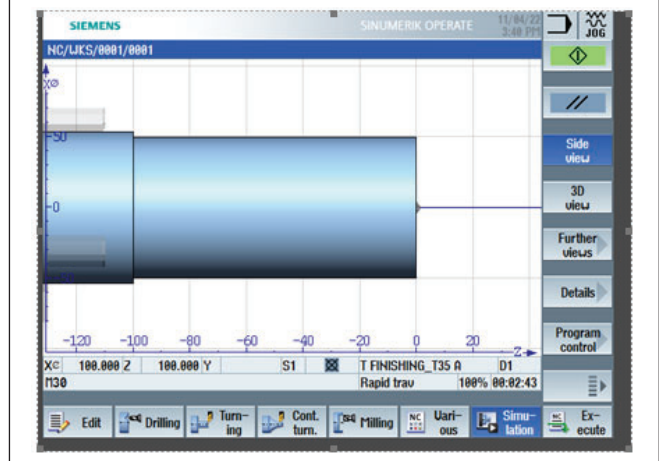 SIEMENS
SINUMERIK OPERATE
11/04/22
3:40 PM
JOG
NC/WKS/0001/0001
XØ
50
0
-120 -100 -80 -60 -40 -20 0 20
Z
X 100.000 Z 100.000 Y S1 T FINISHING_T35 A D1
M30 Rapid trav 100% 00:02:43
Side
view
3D
view
Further
views
Details
Program
control
Edit
Drilling
Turn-
ing
Cont.
turn.
Milling
NC
Vari-
ous
Simu-
lation
Ex-
ecute